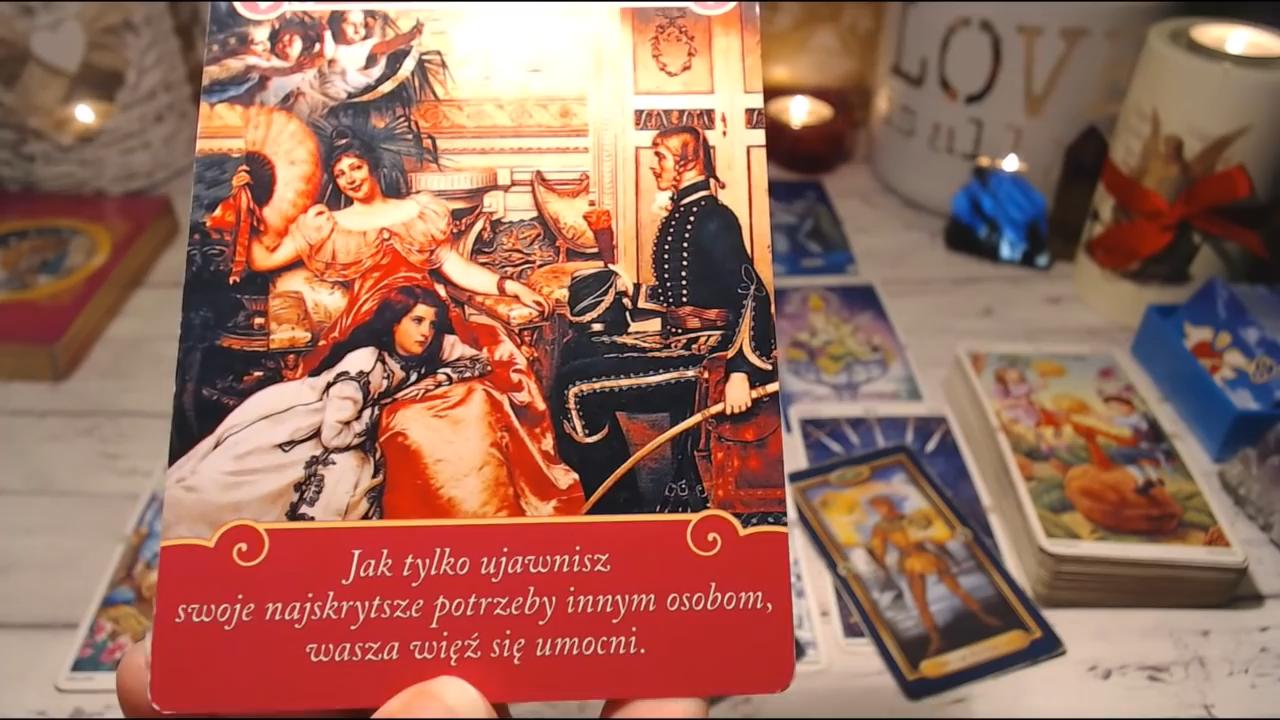 LOVE
Jak tylko ujawnisz
swoje najskrytsze potrzeby innym osobom,
wasza więź się umocni.